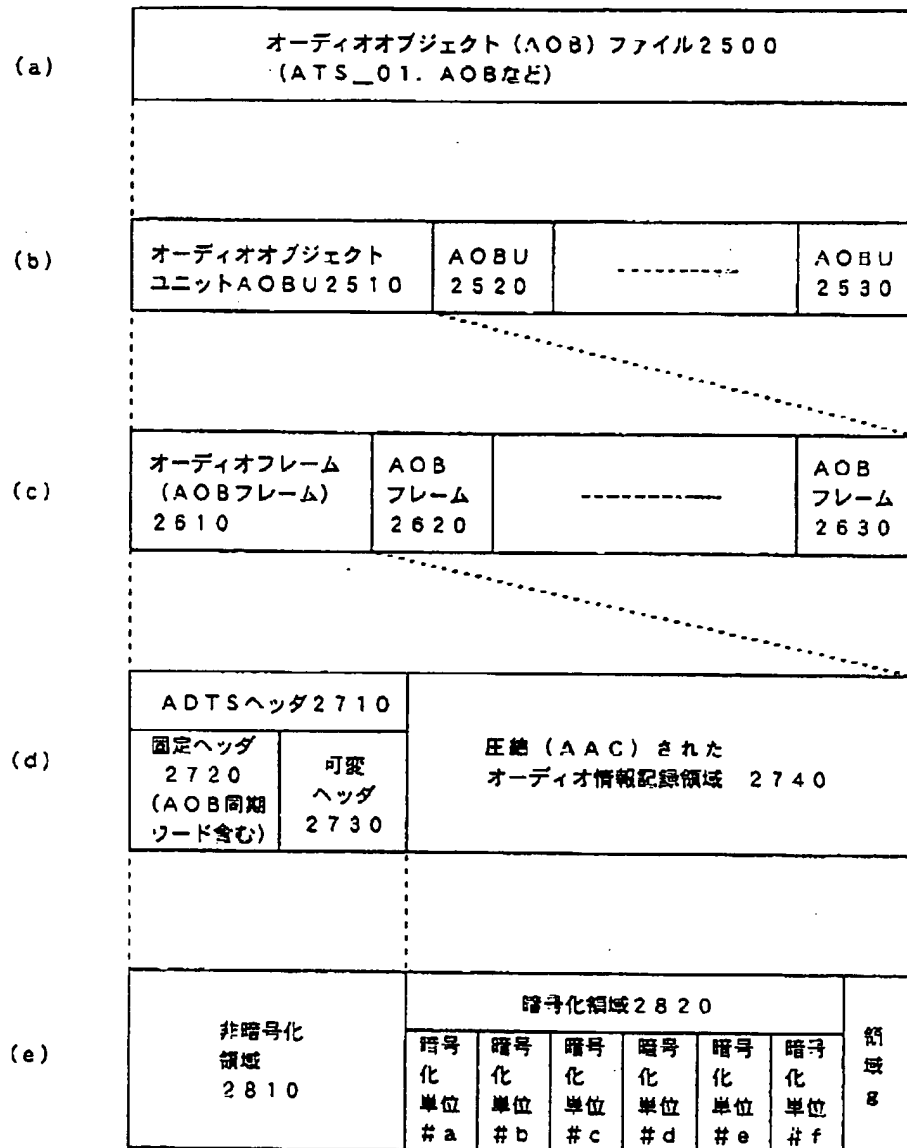 (a)
オーディオオブジェクト(AOB)ファイル2500
(ATS_01.AOBなど)
(b)
オーディオオブジェクト
ユニットAOBU2510
AOBU
2520
AOBU
2530
(c)
オーディオフレーム
(AOBフレーム)
2610
AOB
フレーム
2620
AOB
フレーム
2630
(d)
ADTSヘッダ2710
固定ヘッダ
2720
(AOB同期
ワード含む)
可変
ヘッダ
2730
圧縮(AAC)された
オーディオ情報記録領域 2740
(e)
非暗号化
領域
2810
暗号化領域2820
暗号
化
単位
#a
暗号
化
単位
#b
暗号
化
単位
#c
暗号
化
単位
#d
暗号
化
単位
#e
暗号
化
単位
#f
領
域
g